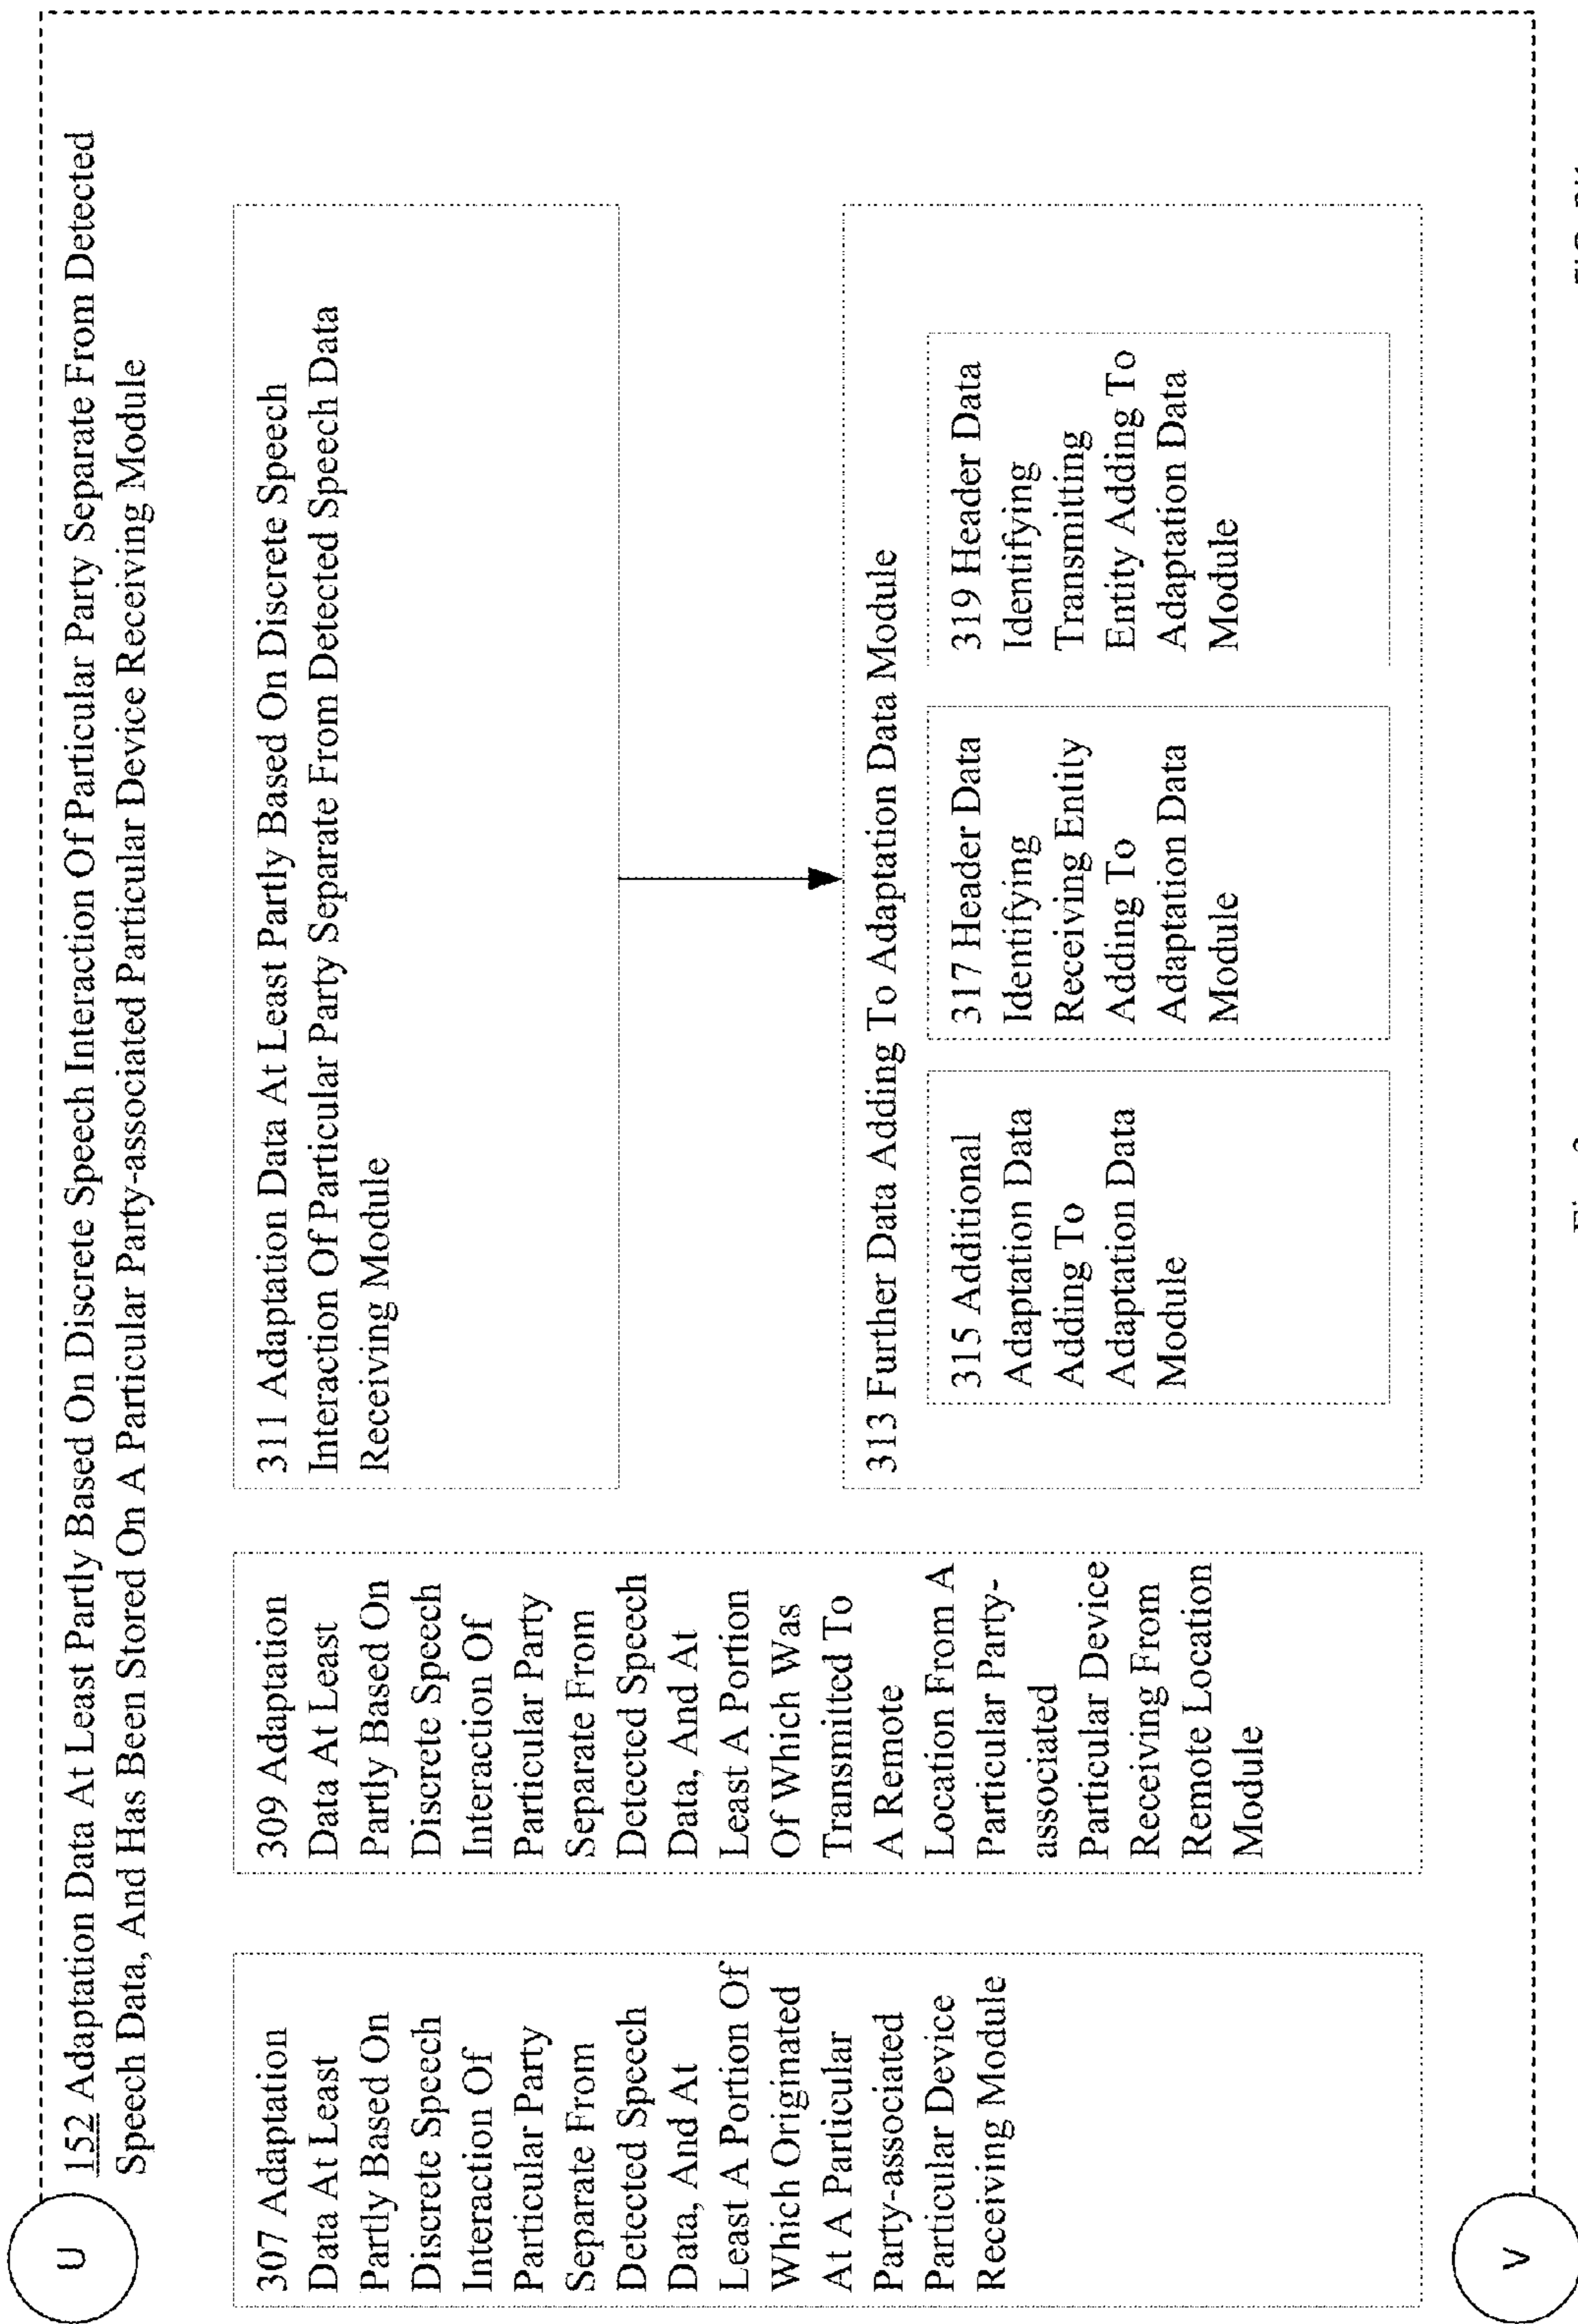 U
152 Adaptation Data At Least Partly Based On Discrete Speech Interaction Of Particular Party Separate From Detected
Speech Data, And Has Been Stored On A Particular Party-associated Particular Device Receiving Module
307 Adaptation
Data At Least
Partly Based On
Discrete Speech
Interaction Of
Particular Party
Separate From
Detected Speech
Data, And At
Least A Portion Of
Which Originated
At A Particular
Party-associated
Particular Device
Receiving Module
309 Adaptation
Data At Least
Partly Based On
Discrete Speech
Interaction Of
Particular Party
Separate From
Detected Speech
Data, And At
Least A Portion
Of Which Was
Transmitted To
A Remote
Location From A
Particular Party-
associated
Particular Device
Receiving From
Remote Location
Module
311 Adaptation Data At Least Partly Based On Discrete Speech
Interaction Of Particular Party Separate From Detected Speech Data
Receiving Module
313 Further Data Adding To Adaptation Data Module
315 Additional
Adaptation Data
Adding To
Adaptation Data
Module
317 Header Data
Identifying
Receiving Entity
Adding To
Adaptation Data
Module
319 Header Data
Identifying
Transmitting
Entity Adding To
Adaptation Data
Module
V